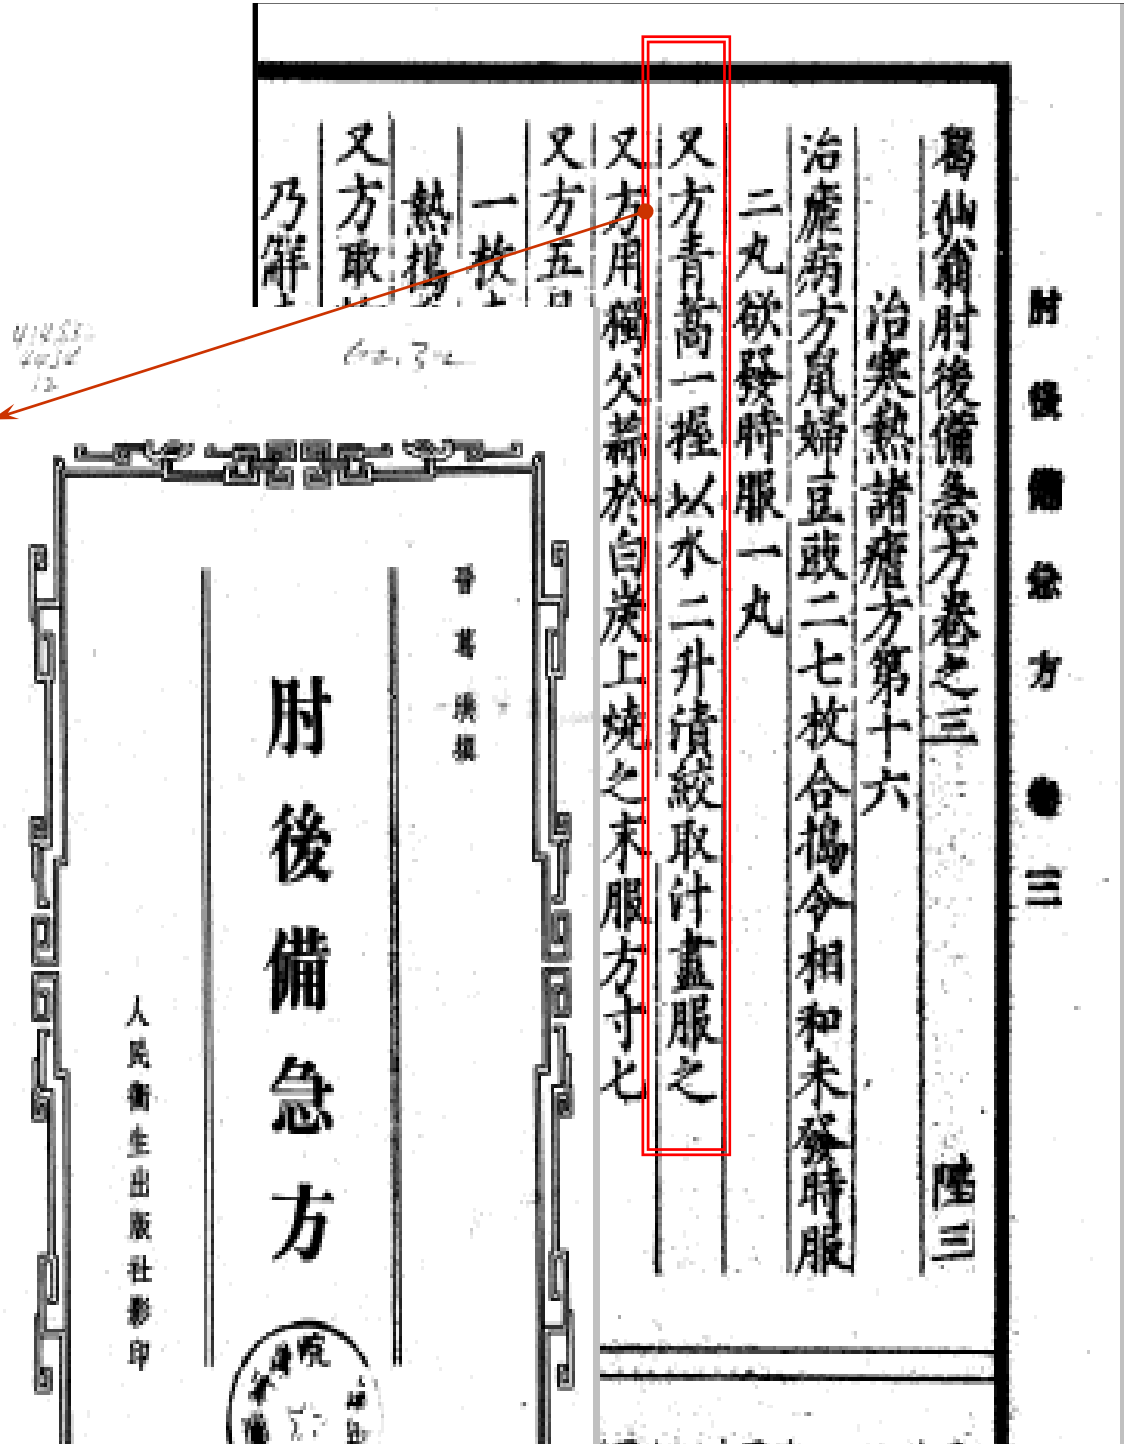 肘後備急方 卷三
葛仙翁肘後備急方卷之三 陞三
治寒熱諸瘧方第十六
治瘧病方鼠婦豆豉二七枚合搗令相和未發時服
二丸欲發時服一丸
又方青蒿一握以水二升漬絞取汁盡服之
又方用獨父蒜於白炭上燒之末服方寸七
又方五
一枚
熱搗
又方取
乃解
晉 葛洪撰
肘後備急方
人民衛生出版社影印